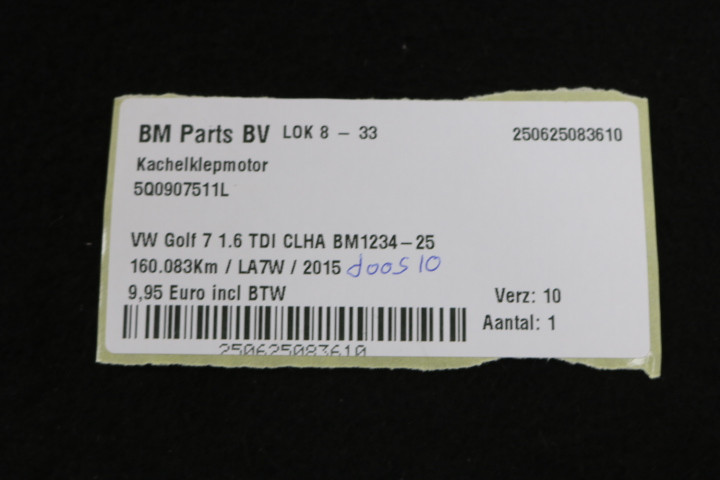 BM Parts BV LOK 8 - 33 250625083610
Kachelklepmotor
5Q0907511L
VW Golf 7 1.6 TDI CLHA BM1234-25
160.083Km / LA7W / 2015 doos 10
9,95 Euro incl BTW Verz: 10
Aantal: 1
250625083610